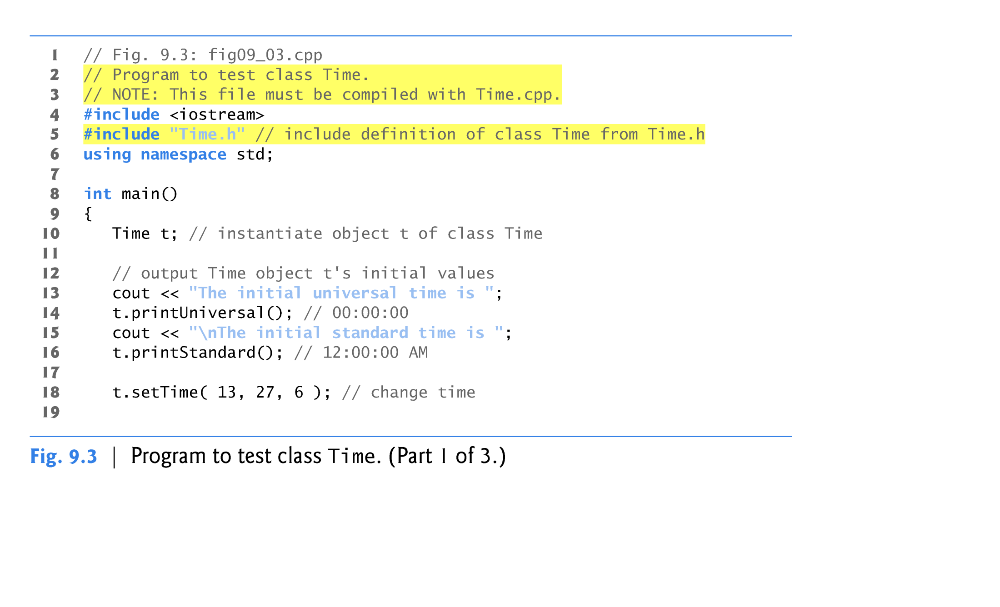 1 // Fig. 9.3: fig09_03.cpp
2 // Program to test class Time.
3 // NOTE: This file must be compiled with Time.cpp.
4 #include <iostream>
5 #include "Time.h" // include definition of class Time from Time.h
6 using namespace std;
7
8 int main()
9 {
10    Time t; // instantiate object t of class Time
11
12    // output Time object t's initial values
13    cout << "The initial universal time is ";
14    t.printUniversal(); // 00:00:00
15    cout << "\nThe initial standard time is ";
16    t.printStandard(); // 12:00:00 AM
17
18    t.setTime( 13, 27, 6 ); // change time
19
Fig. 9.3 | Program to test class Time. (Part 1 of 3.)